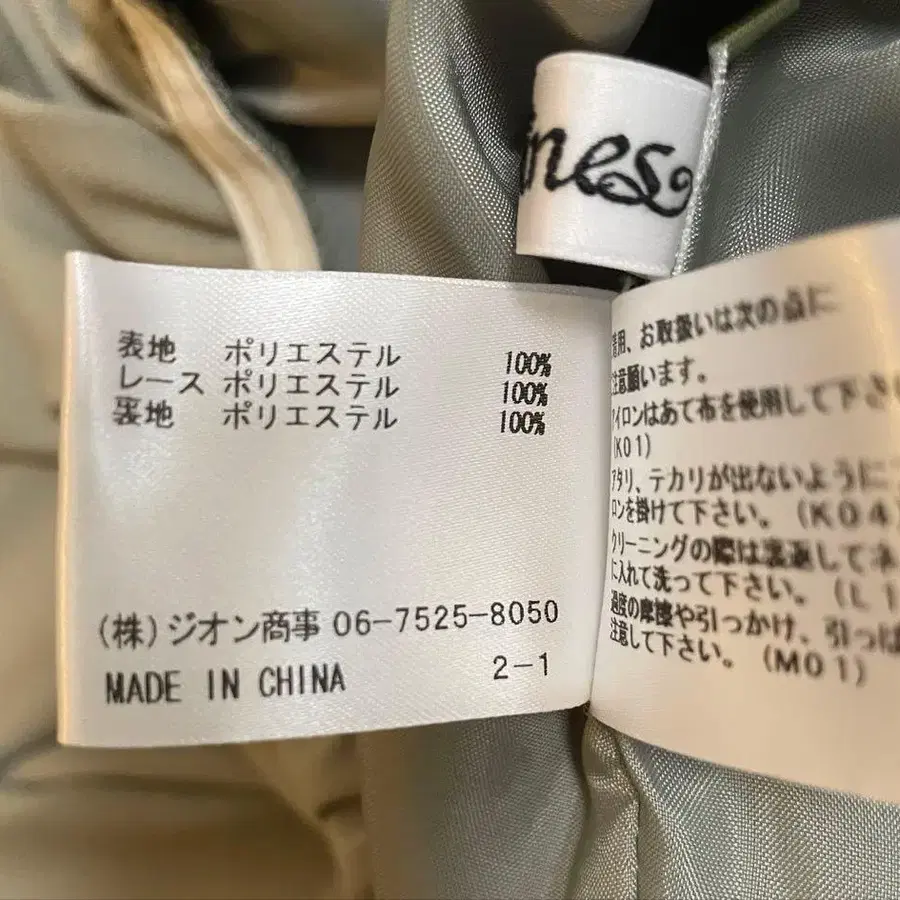 ines
表地 ポリエステル 100%
レース ポリエステル 100%
裏地 ポリエステル 100%
(株)ジオン商事 06-7525-8050
MADE IN CHINA 2-1
着用、お取扱いは次の点に
注意願います。
アイロンはあて布を使用して下さ
(K01)
アタリ、テカリが出ないように
ロンを掛けて下さい。(K04)
クリーニングの際は裏返してネ
に入れて洗って下さい。(L1
過度の摩擦や引っかけ、引っぱ
注意して下さい。(M01)